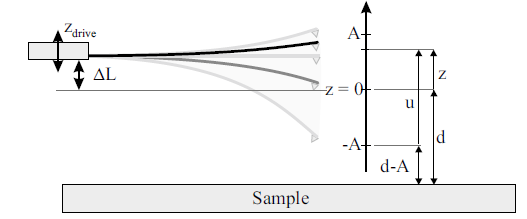 z_drive
A
ΔL
z
z = 0
u
d
-A
d-A
Sample